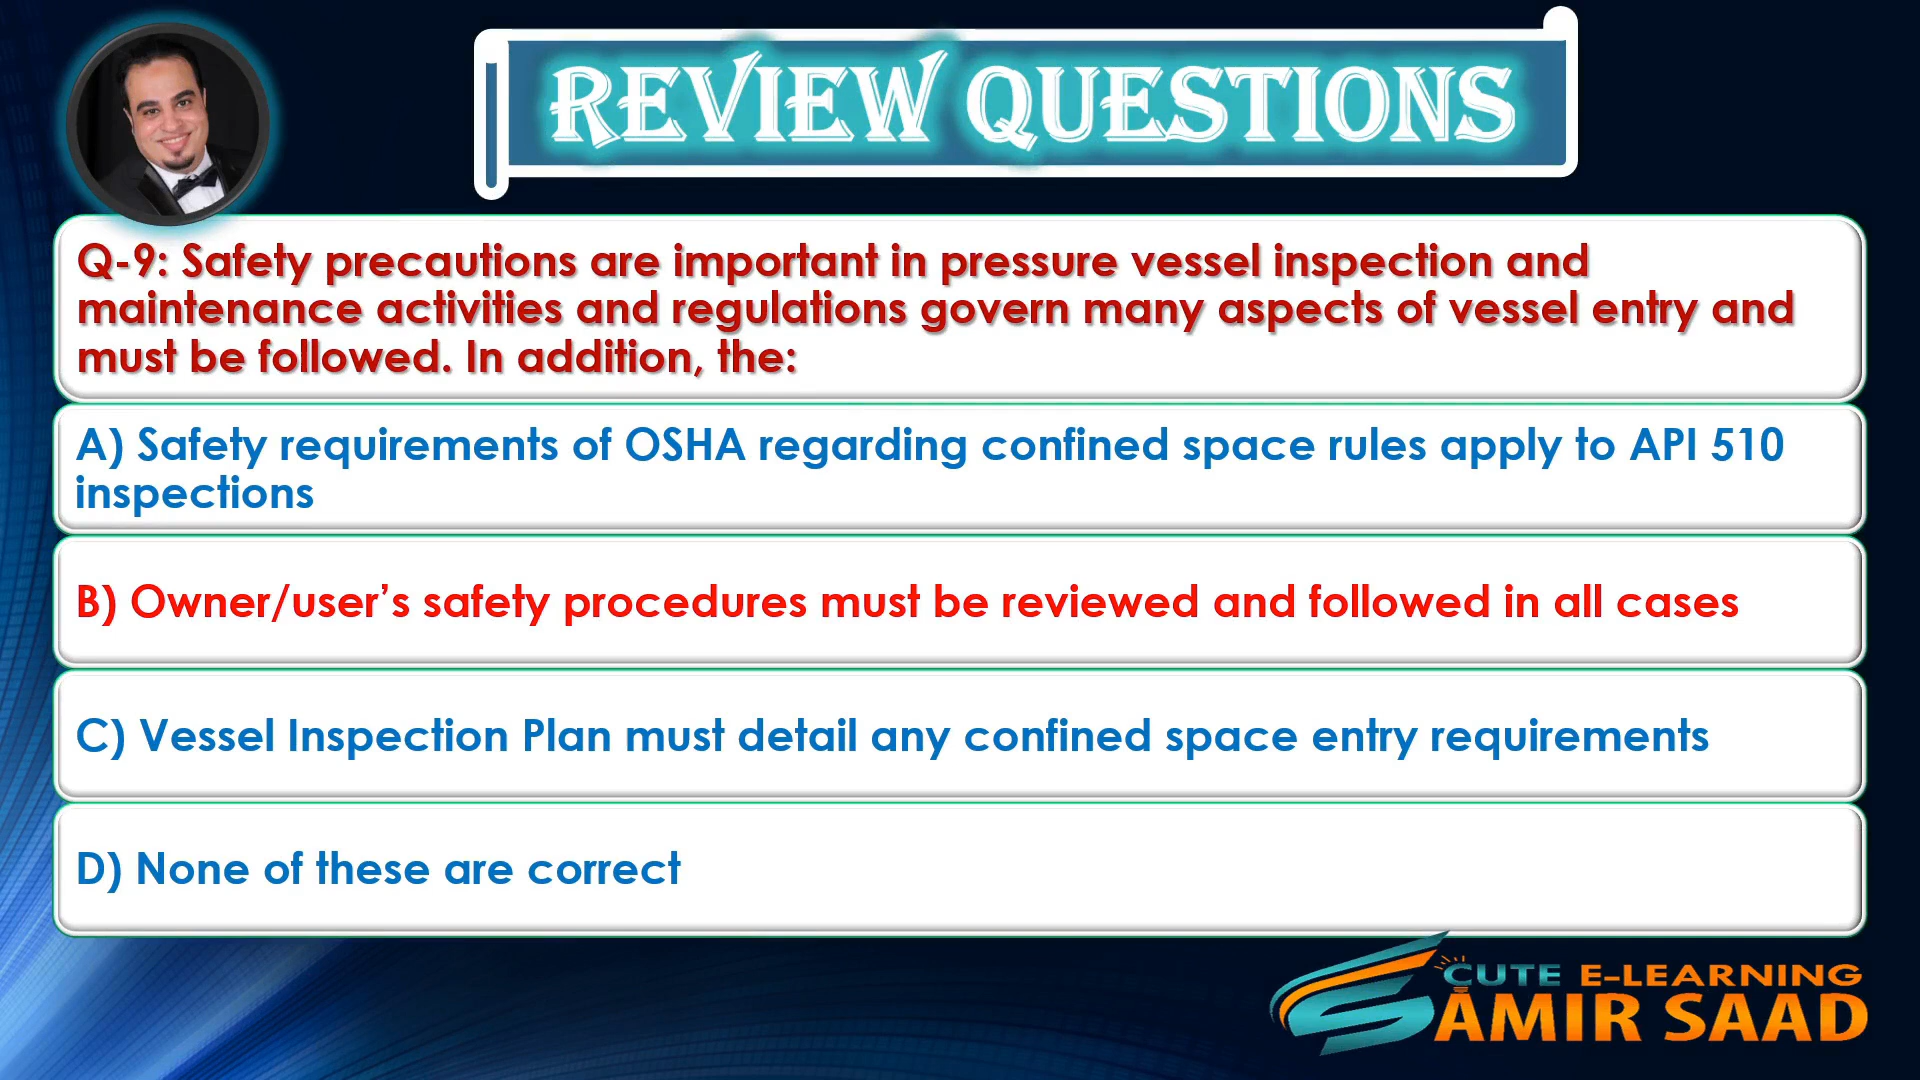 REVIEW QUESTIONS
Q-9: Safety precautions are important in pressure vessel inspection and
maintenance activities and regulations govern many aspects of vessel entry and
must be followed. In addition, the:
A) Safety requirements of OSHA regarding confined space rules apply to API 510
inspections
B) Owner/user’s safety procedures must be reviewed and followed in all cases
C) Vessel Inspection Plan must detail any confined space entry requirements
D) None of these are correct
CUTE E-LEARNING
AMIR SAAD